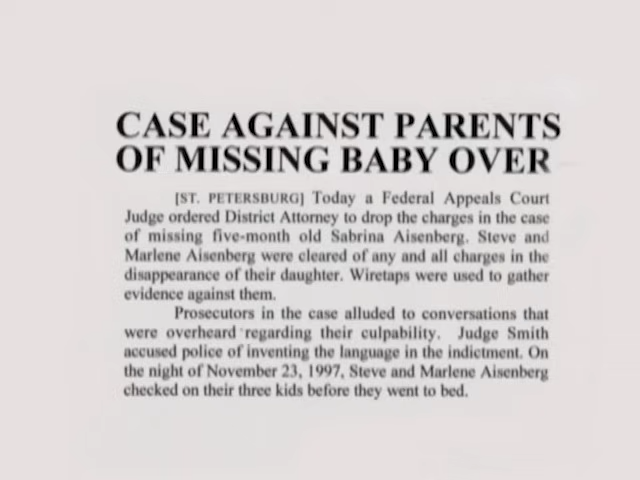 CASE AGAINST PARENTS
OF MISSING BABY OVER
[ST. PETERSBURG] Today a Federal Appeals Court
Judge ordered District Attorney to drop the charges in the case
of missing five-month old Sabrina Aisenberg. Steve and
Marlene Aisenberg were cleared of any and all charges in the
disappearance of their daughter. Wiretaps were used to gather
evidence against them.
Prosecutors in the case alluded to conversations that
were overheard regarding their culpability. Judge Smith
accused police of inventing the language in the indictment. On
the night of November 23, 1997, Steve and Marlene Aisenberg
checked on their three kids before they went to bed.